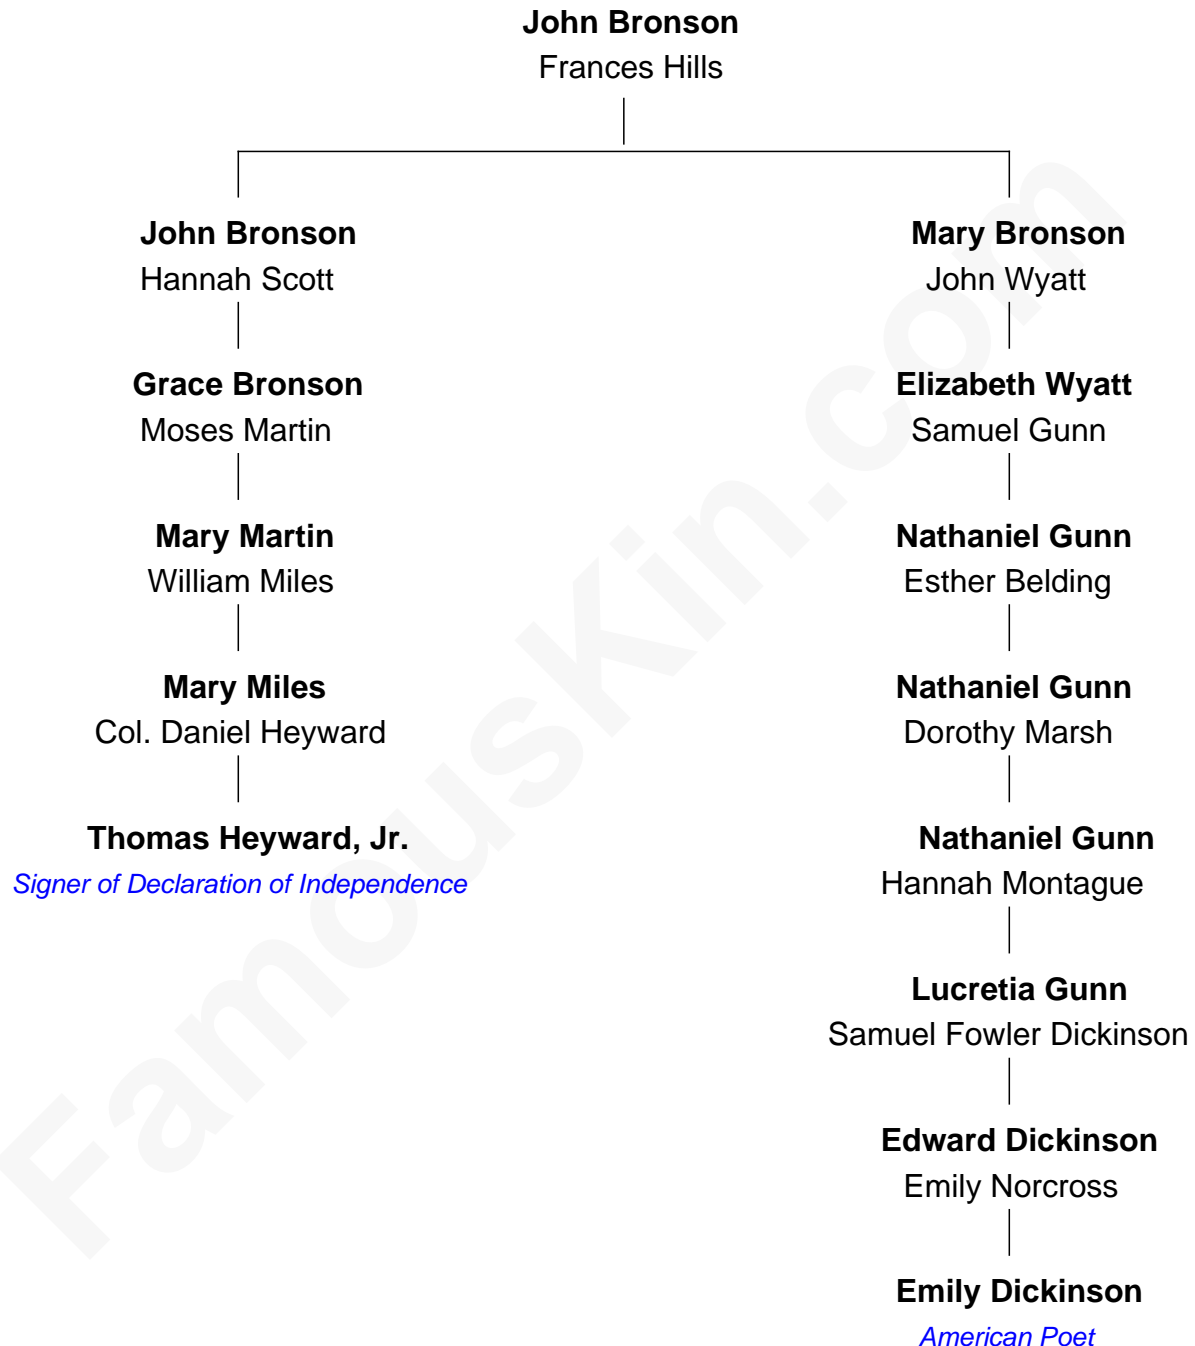 John Bronson
Frances Hills
John Bronson
Hannah Scott
Grace Bronson
Moses Martin
Mary Martin
William Miles
Mary Miles
Col. Daniel Heyward
Thomas Heyward, Jr.
Signer of Declaration of Independence
Mary Bronson
John Wyatt
Elizabeth Wyatt
Samuel Gunn
Nathaniel Gunn
Esther Belding
Nathaniel Gunn
Dorothy Marsh
Nathaniel Gunn
Hannah Montague
Lucretia Gunn
Samuel Fowler Dickinson
Edward Dickinson
Emily Norcross
Emily Dickinson
American Poet
FamousKin.com